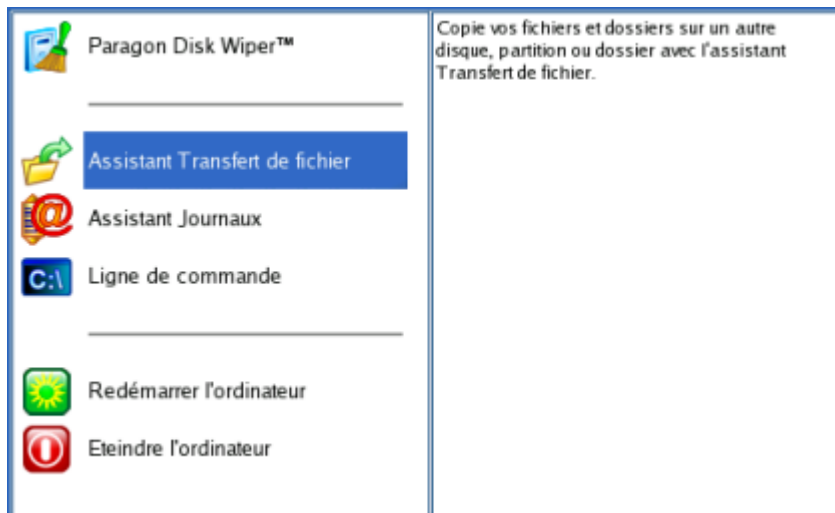 Paragon Disk Wiper™
Assistant Transfert de fichier
Assistant Journaux
C:\
Ligne de commande
Redémarrer l'ordinateur
Eteindre l'ordinateur
Copie vos fichiers et dossiers sur un autre
disque, partition ou dossier avec l'assistant
Transfert de fichier.